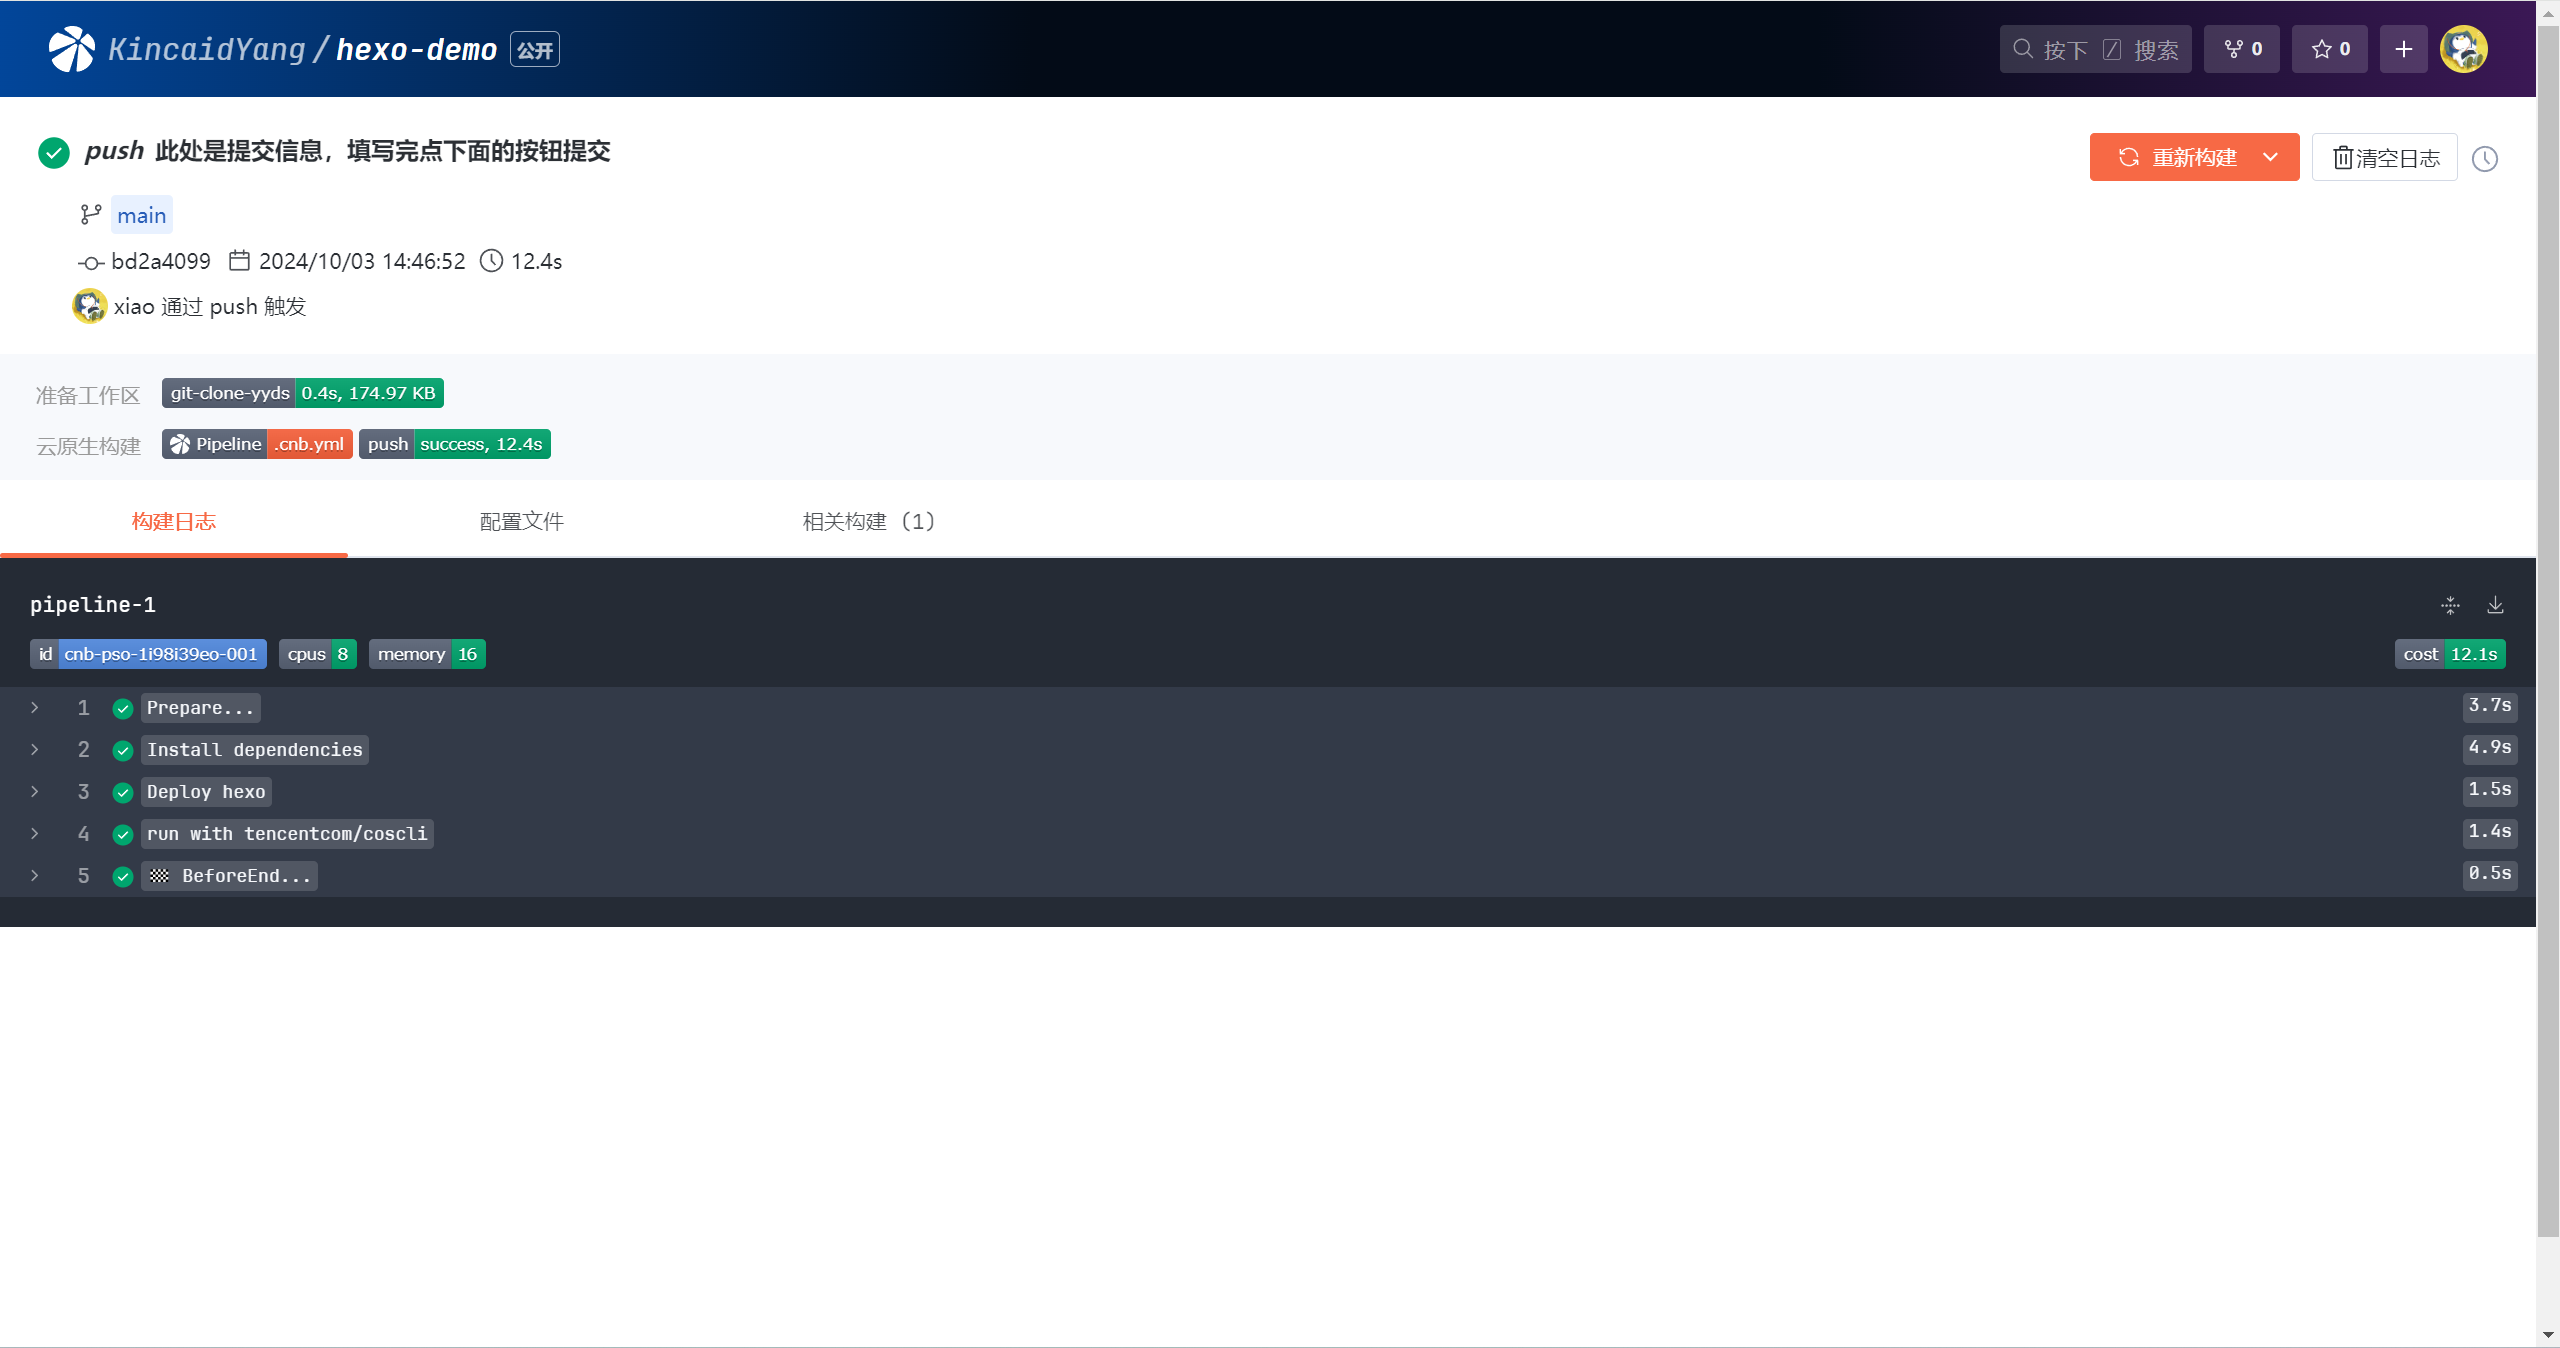 KincaidYang / hexo-demo 公开 按下 / 搜索 0 0
push 此处是提交信息，填写完点下面的按钮提交 重新构建 清空日志
main
bd2a4099 2024/10/03 14:46:52 12.4s
xiao 通过 push 触发
准备工作区 git-clone-yyds 0.4s, 174.97 KB
云原生构建 Pipeline .cnb.yml push success, 12.4s
构建日志 配置文件 相关构建 (1)
pipeline-1
id cnb-pso-1i98i39eo-001 cpus 8 memory 16 cost 12.1s
1 Prepare... 3.7s
2 Install dependencies 4.9s
3 Deploy hexo 1.5s
4 run with tencentcom/coscli 1.4s
5 BeforeEnd... 0.5s